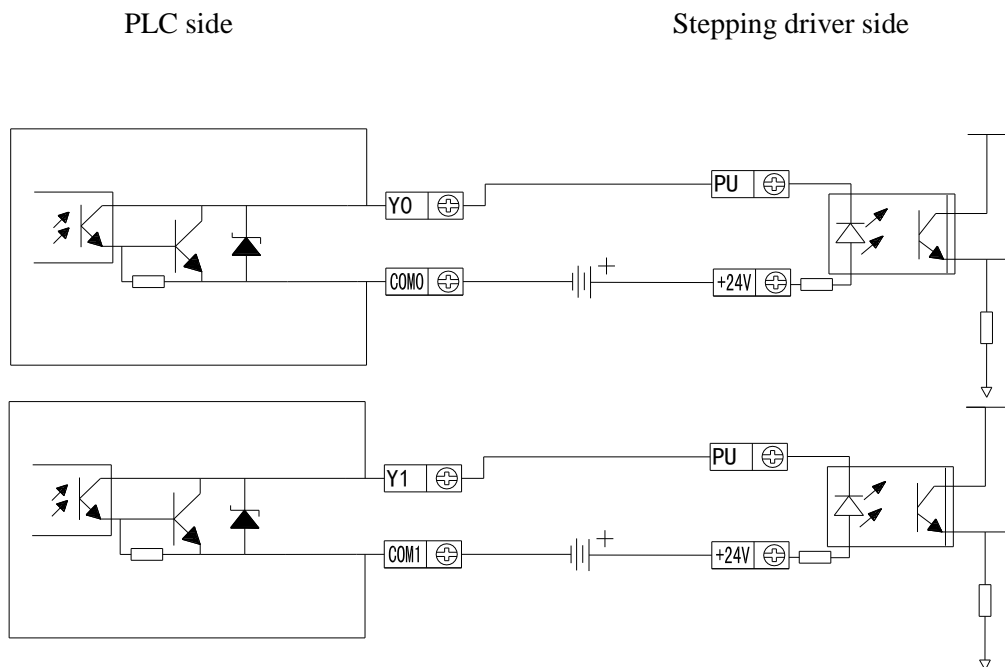 PLC side Stepping driver side
Y0 PU
COM0 + +24V
Y1 PU
COM1 + +24V